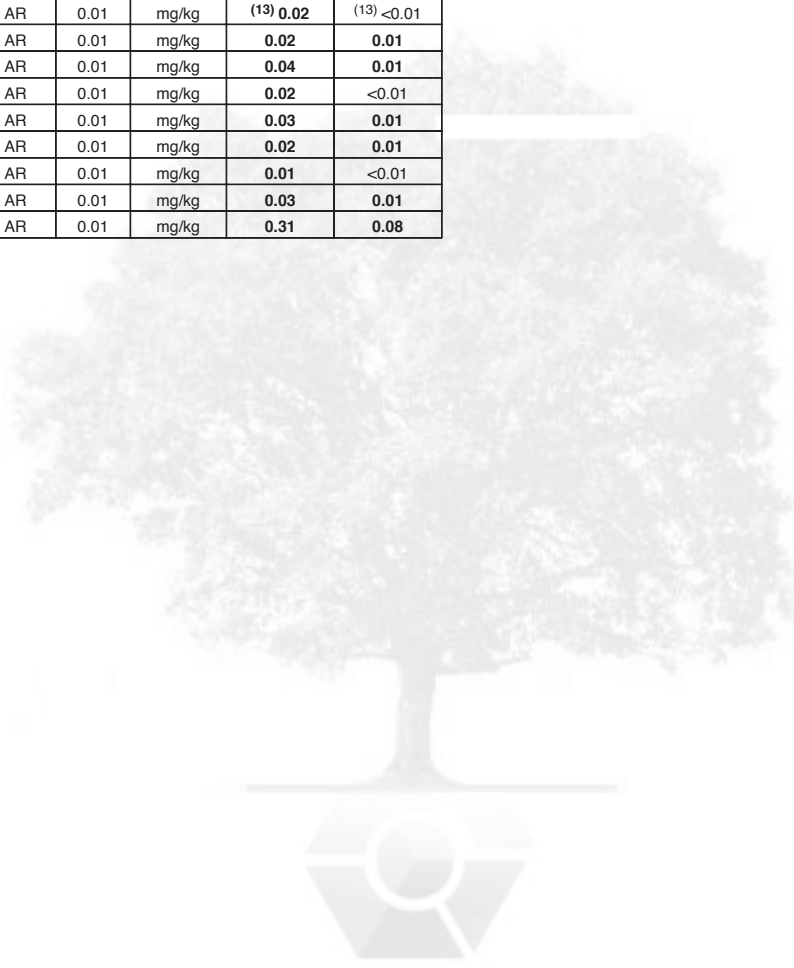 AR 0.01 mg/kg (13) 0.02 (13) <0.01
AR 0.01 mg/kg 0.02 0.01
AR 0.01 mg/kg 0.04 0.01
AR 0.01 mg/kg 0.02 <0.01
AR 0.01 mg/kg 0.03 0.01
AR 0.01 mg/kg 0.02 0.01
AR 0.01 mg/kg 0.01 <0.01
AR 0.01 mg/kg 0.03 0.01
AR 0.01 mg/kg 0.31 0.08